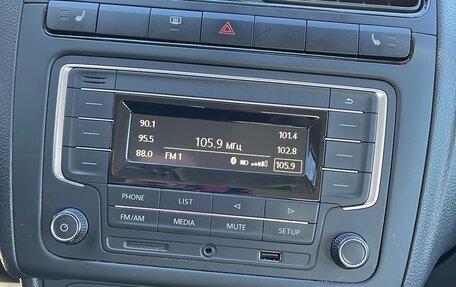 90.1
101.4
95.5
105.9 МГц
102.8
88.0
FM 1
105.9
PHONE
LIST
FM/AM
MEDIA
MUTE
SETUP